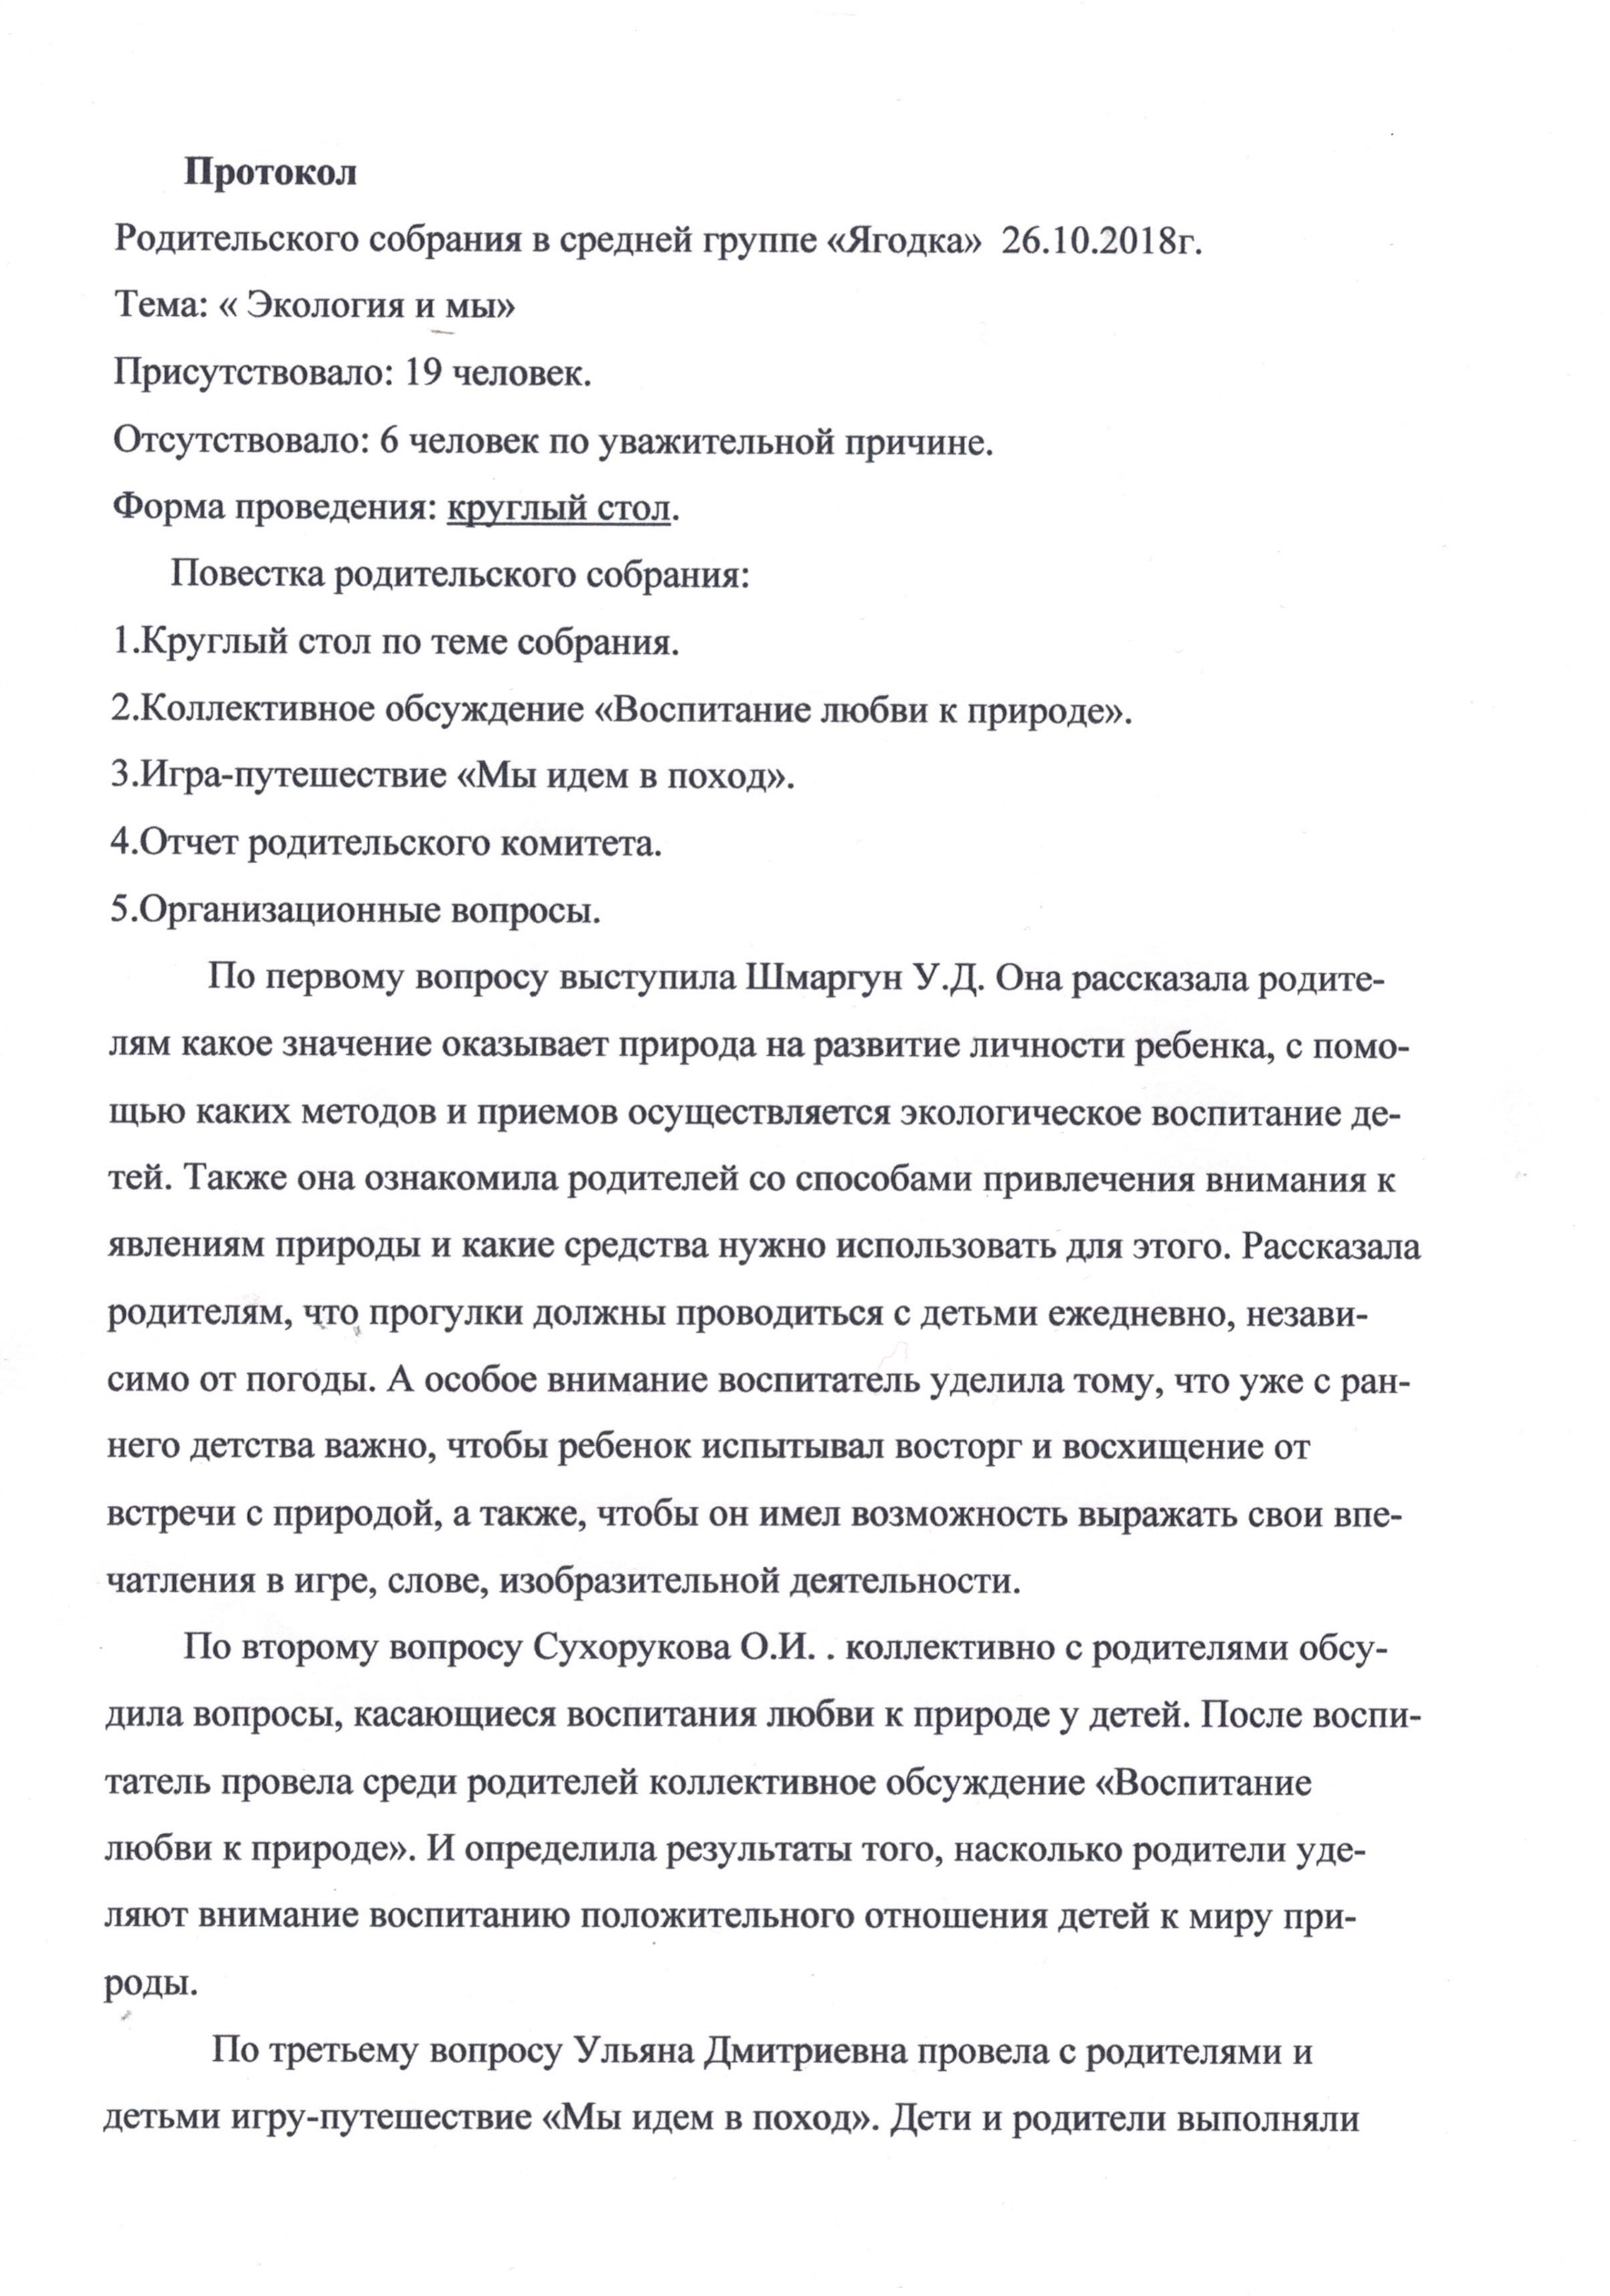 Протокол
Родительского собрания в средней группе «Ягодка»  26.10.2018г.
Тема: « Экология и мы»
Присутствовало: 19 человек.
Отсутствовало: 6 человек по уважительной причине.
Форма проведения: круглый стол.
Повестка родительского собрания:
1.Круглый стол по теме собрания.
2.Коллективное обсуждение «Воспитание любви к природе».
3.Игра-путешествие «Мы идем в поход».
4.Отчет родительского комитета.
5.Организационные вопросы.
По первому вопросу выступила Шмаргун У.Д. Она рассказала родите-
лям какое значение оказывает природа на развитие личности ребенка, с помо-
щью каких методов и приемов осуществляется экологическое воспитание де-
тей. Также она ознакомила родителей со способами привлечения внимания к
явлениям природы и какие средства нужно использовать для этого. Рассказала
родителям, что прогулки должны проводиться с детьми ежедневно, незави-
симо от погоды. А особое внимание воспитатель уделила тому, что уже с ран-
него детства важно, чтобы ребенок испытывал восторг и восхищение от
встречи с природой, а также, чтобы он имел возможность выражать свои впе-
чатления в игре, слове, изобразительной деятельности.
По второму вопросу Сухорукова О.И. . коллективно с родителями обсу-
дила вопросы, касающиеся воспитания любви к природе у детей. После воспи-
татель провела среди родителей коллективное обсуждение «Воспитание
любви к природе». И определила результаты того, насколько родители уде-
ляют внимание воспитанию положительного отношения детей к миру при-
роды.
По третьему вопросу Ульяна Дмитриевна провела с родителями и
детьми игру-путешествие «Мы идем в поход». Дети и родители выполняли